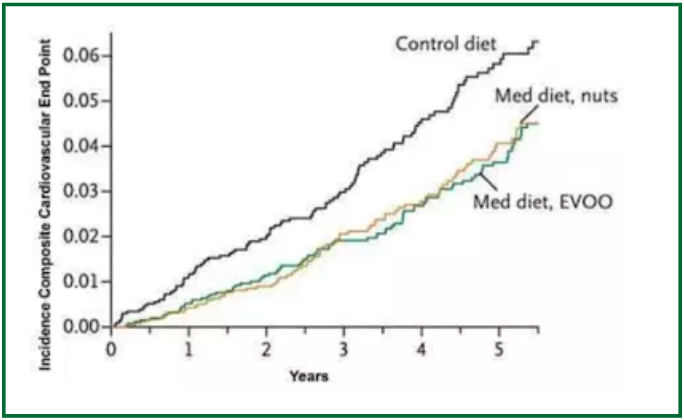 Incidence Composite Cardiovascular End Point
0.06
0.05
0.04
0.03
0.02
0.01
0.00
Control diet
Med diet, nuts
Med diet, EVOO
0 1 2 3 4 5
Years